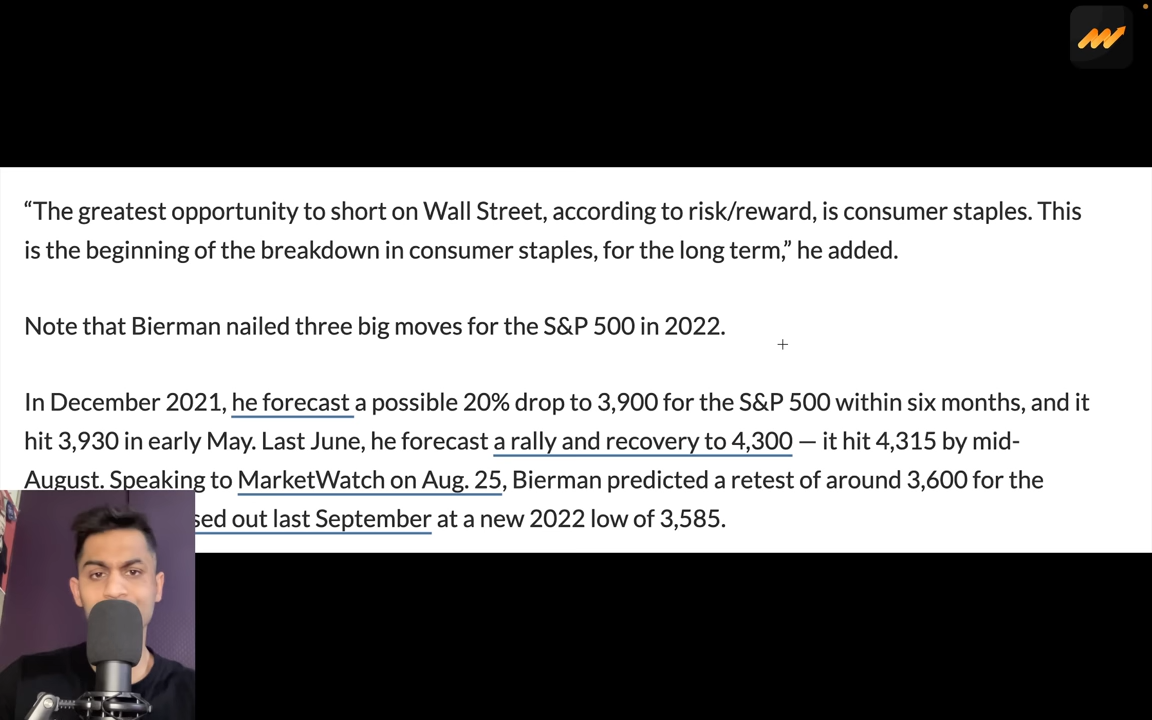 “The greatest opportunity to short on Wall Street, according to risk/reward, is consumer staples. This
is the beginning of the breakdown in consumer staples, for the long term,” he added.
Note that Bierman nailed three big moves for the S&P 500 in 2022.
In December 2021, he forecast a possible 20% drop to 3,900 for the S&P 500 within six months, and it
hit 3,930 in early May. Last June, he forecast a rally and recovery to 4,300 — it hit 4,315 by mid-
August. Speaking to MarketWatch on Aug. 25, Bierman predicted a retest of around 3,600 for the
out last September at a new 2022 low of 3,585.